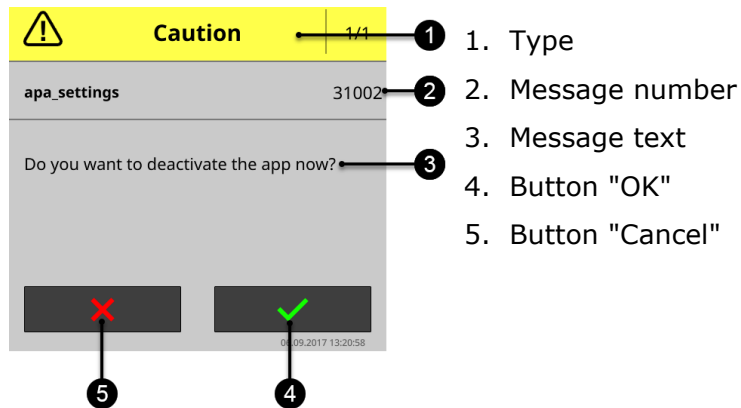 Caution 1/1
apa_settings 31002
Do you want to deactivate the app now?
06.09.2017 13:20:58
1
2
3
5
4
1. Type
2. Message number
3. Message text
4. Button "OK"
5. Button "Cancel"